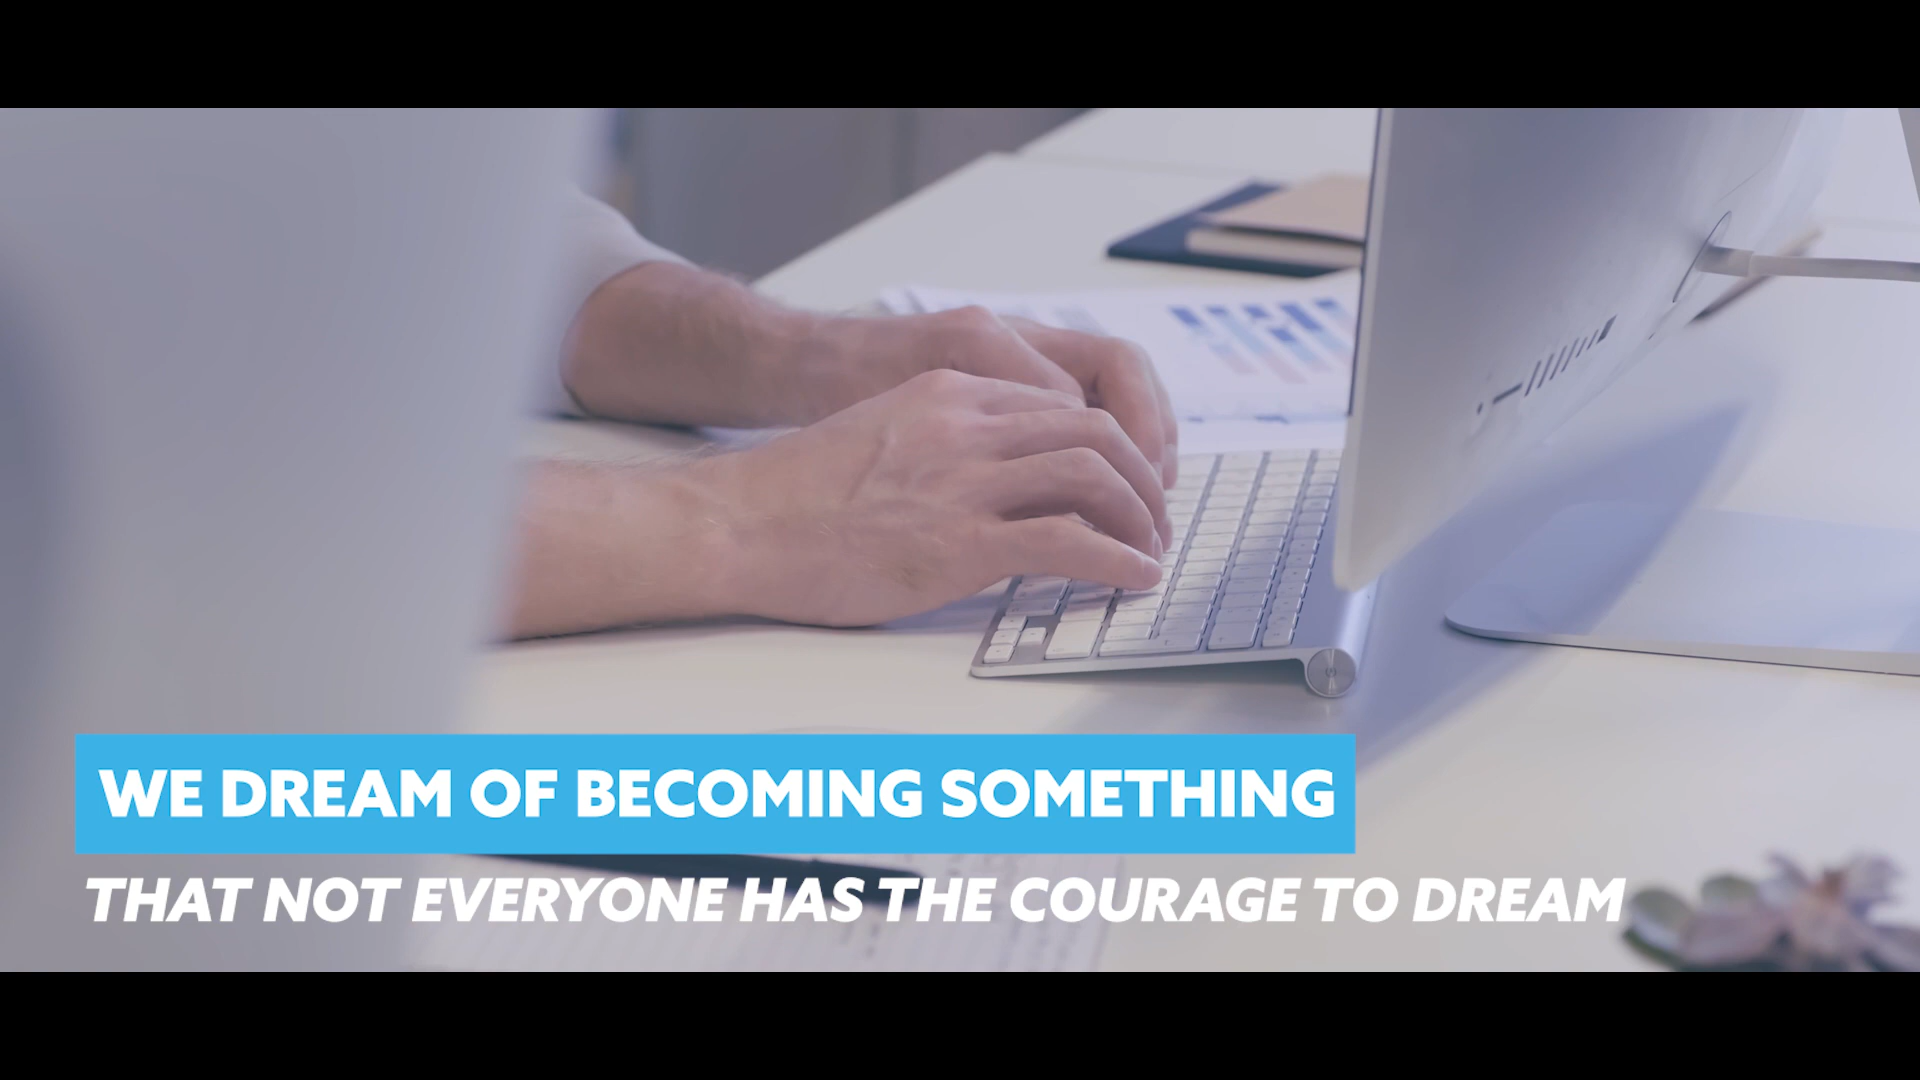 WE DREAM OF BECOMING SOMETHING
THAT NOT EVERYONE HAS THE COURAGE TO DREAM